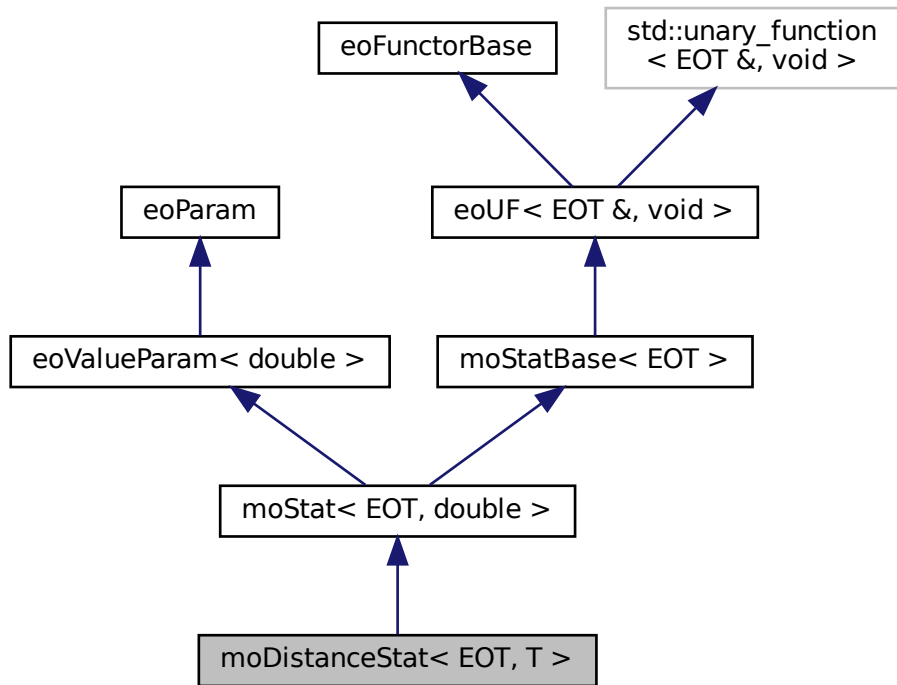 eoFunctorBase
std::unary_function
< EOT &, void >
eoParam
eoUF< EOT &, void >
eoValueParam< double >
moStatBase< EOT >
moStat< EOT, double >
moDistanceStat< EOT, T >